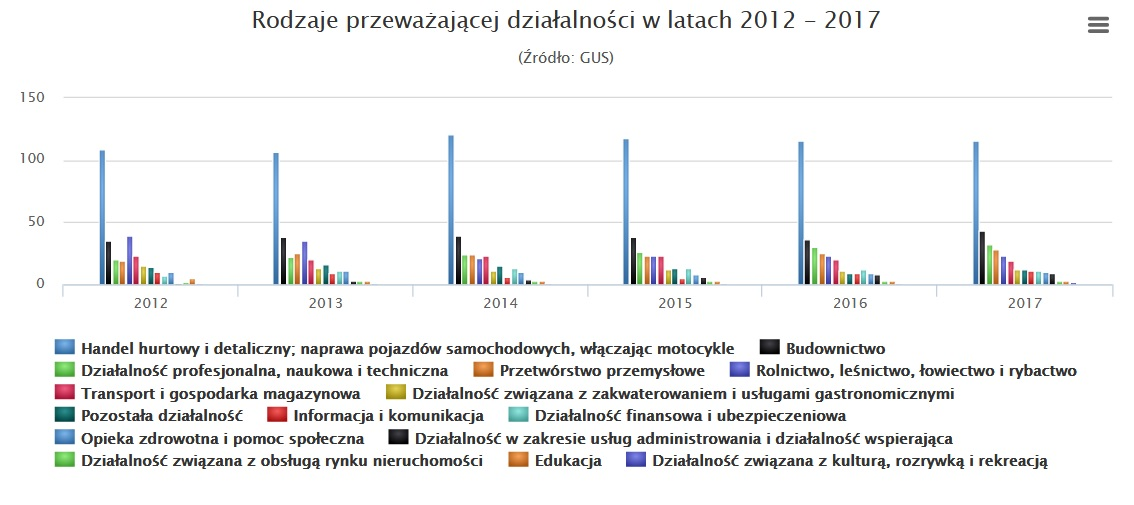 Rodzaje przeważającej działalności w latach 2012 – 2017
(Źródło: GUS)
150
100
50
0
2012 2013 2014 2015 2016 2017
Handel hurtowy i detaliczny; naprawa pojazdów samochodowych, włączając motocykle Budownictwo
Działalność profesjonalna, naukowa i techniczna Przetwórstwo przemysłowe Rolnictwo, leśnictwo, łowiectwo i rybactwo
Transport i gospodarka magazynowa Działalność związana z zakwaterowaniem i usługami gastronomicznymi
Pozostała działalność Informacja i komunikacja Działalność finansowa i ubezpieczeniowa
Opieka zdrowotna i pomoc społeczna Działalność w zakresie usług administrowania i działalność wspierająca
Działalność związana z obsługą rynku nieruchomości Edukacja Działalność związana z kulturą, rozrywką i rekreacją